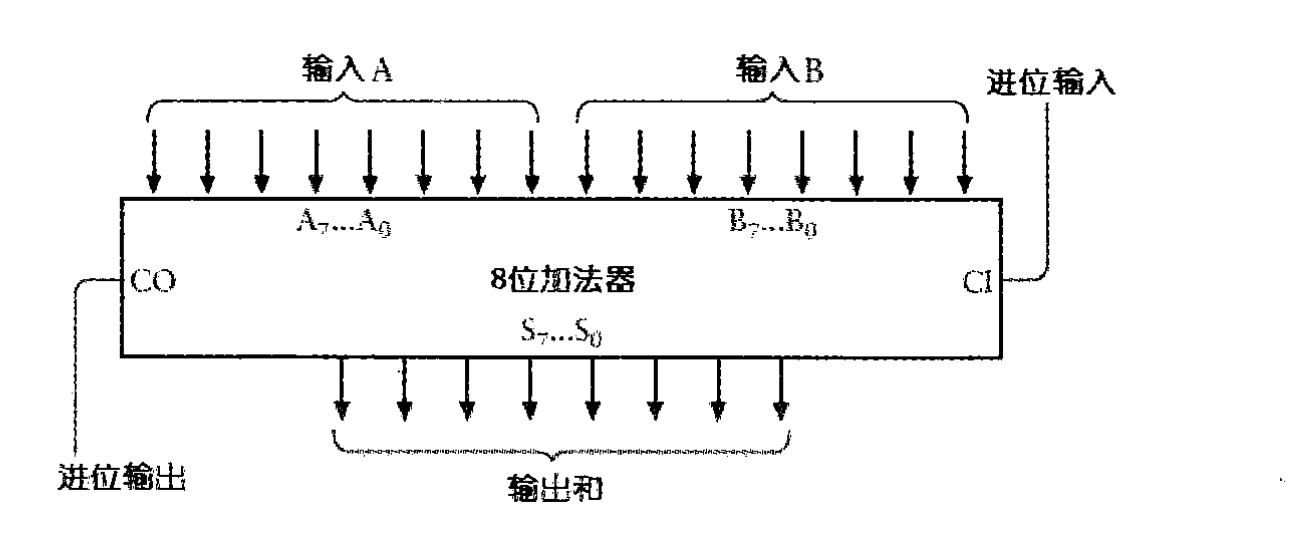 输入A
输入B
进位输入
A₇...A₀
B₇...B₀
CO
8位加法器
CI
S₇...S₀
进位输出
输出和